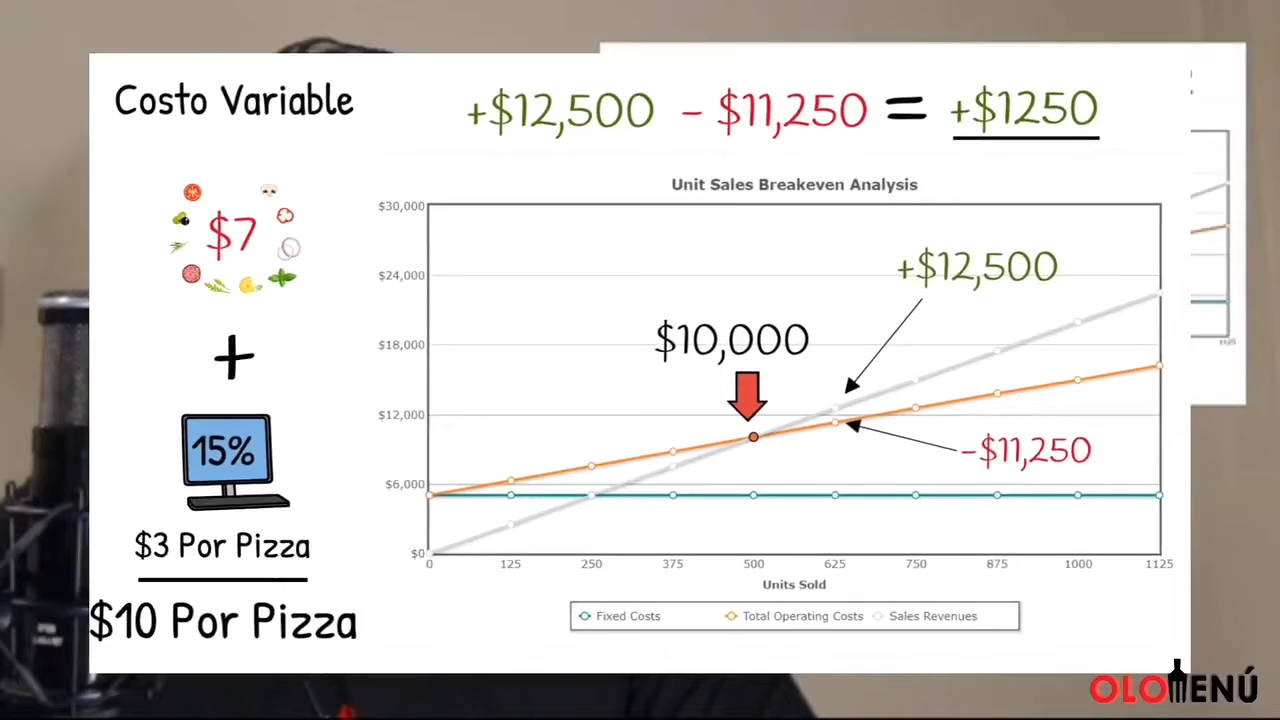 Costo Variable
+$12,500 - $11,250 = +$1250
$7
+
15%
$3 Por Pizza
$10 Por Pizza
Unit Sales Breakeven Analysis
$30,000
$24,000
$18,000
$12,000
$6,000
$0
+$12,500
$10,000
-$11,250
0 125 250 375 500 625 750 875 1000 1125
Units Sold
Fixed Costs Total Operating Costs Sales Revenues
1125
OLOMENÚ